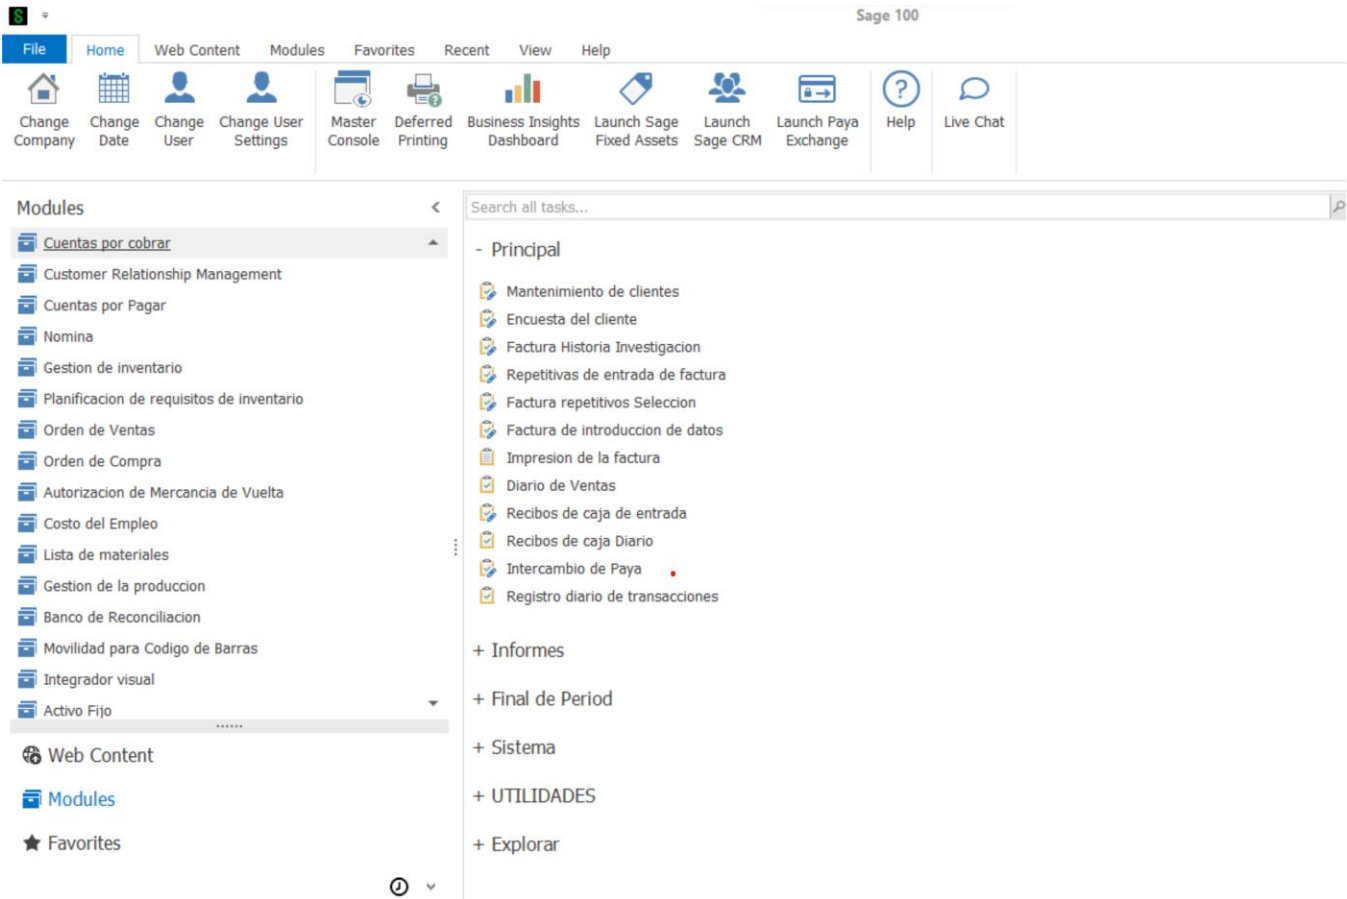 Sage 100
File Home Web Content Modules Favorites Recent View Help
Change Company
Change Date
Change User
Change User Settings
Master Console
Deferred Printing
Business Insights Dashboard
Launch Sage Fixed Assets
Launch Sage CRM
Launch Paya Exchange
Help
Live Chat
Modules
Cuentas por cobrar
Customer Relationship Management
Cuentas por Pagar
Nomina
Gestion de inventario
Planificacion de requisitos de inventario
Orden de Ventas
Orden de Compra
Autorizacion de Mercancia de Vuelta
Costo del Empleo
Lista de materiales
Gestion de la produccion
Banco de Reconciliacion
Movilidad para Codigo de Barras
Integrador visual
Activo Fijo
Web Content
Modules
Favorites
Search all tasks...
- Principal
Mantenimiento de clientes
Encuesta del cliente
Factura Historia Investigacion
Repetitivas de entrada de factura
Factura repetitivos Seleccion
Factura de introduccion de datos
Impresion de la factura
Diario de Ventas
Recibos de caja de entrada
Recibos de caja Diario
Intercambio de Paya
Registro diario de transacciones
+ Informes
+ Final de Period
+ Sistema
+ UTILIDADES
+ Explorar